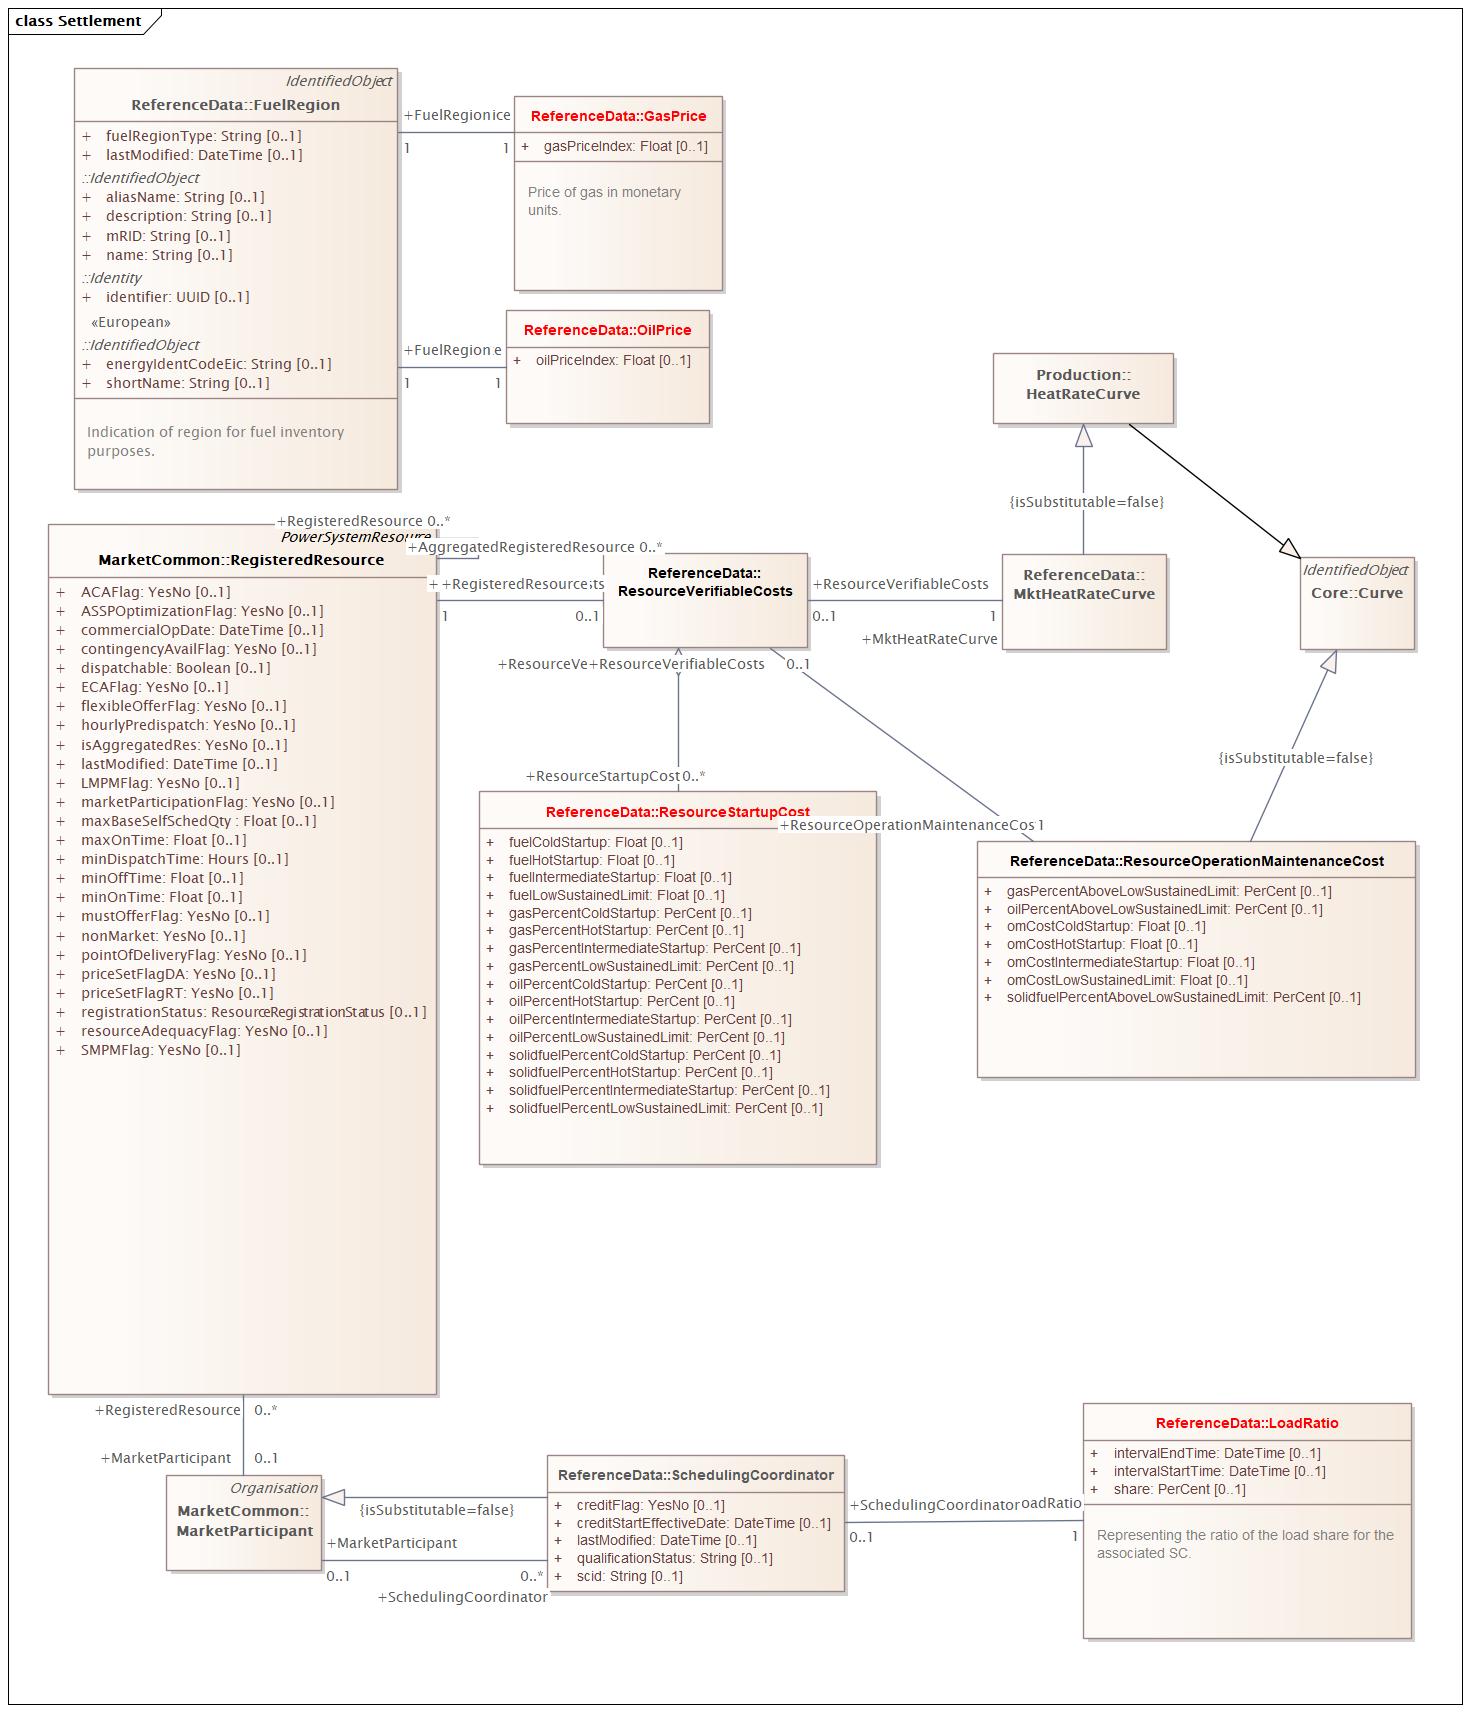 class Settlement
IdentifiedObject
ReferenceData::FuelRegion
+ fuelRegionType: String [0..1]
+ lastModified: DateTime [0..1]
::IdentifiedObject
+ aliasName: String [0..1]
+ description: String [0..1]
+ mRID: String [0..1]
+ name: String [0..1]
::Identity
+ identifier: UUID [0..1]
«European»
::IdentifiedObject
+ energyIdentCodeEic: String [0..1]
+ shortName: String [0..1]
Indication of region for fuel inventory
purposes.
+FuelRegion ice
1 1
ReferenceData::GasPrice
+ gasPriceIndex: Float [0..1]
Price of gas in monetary
units.
+FuelRegion e
1 1
ReferenceData::OilPrice
+ oilPriceIndex: Float [0..1]
Production::
HeatRateCurve
{isSubstitutable=false}
+RegisteredResource 0..*
PowerSystemResource
+AggregatedRegisteredResource 0..*
MarketCommon::RegisteredResource
+ ACAFlag: YesNo [0..1]
+ ASSPOptimizationFlag: YesNo [0..1]
+ commercialOpDate: DateTime [0..1]
+ contingencyAvailFlag: YesNo [0..1]
+ dispatchable: Boolean [0..1]
+ ECAFlag: YesNo [0..1]
+ flexibleOfferFlag: YesNo [0..1]
+ hourlyPredispatch: YesNo [0..1]
+ isAggregatedRes: YesNo [0..1]
+ lastModified: DateTime [0..1]
+ LMPMFlag: YesNo [0..1]
+ marketParticipationFlag: YesNo [0..1]
+ maxBaseSelfSchedQty : Float [0..1]
+ maxOnTime: Float [0..1]
+ minDispatchTime: Hours [0..1]
+ minOffTime: Float [0..1]
+ minOnTime: Float [0..1]
+ mustOfferFlag: YesNo [0..1]
+ nonMarket: YesNo [0..1]
+ pointOfDeliveryFlag: YesNo [0..1]
+ priceSetFlagDA: YesNo [0..1]
+ priceSetFlagRT: YesNo [0..1]
+ registrationStatus: ResourceRegistrationStatus [0..1]
+ resourceAdequacyFlag: YesNo [0..1]
+ SMPMFlag: YesNo [0..1]
+ +RegisteredResource ts
1 0..1
ReferenceData::
ResourceVerifiableCosts
+ResourceVerifiableCosts
0..1 1
+MktHeatRateCurve
ReferenceData::
MktHeatRateCurve
IdentifiedObject
Core::Curve
+ResourceVe +ResourceVerifiableCosts 0..1
{isSubstitutable=false}
+ResourceStartupCost 0..*
ReferenceData::ResourceStartupCost
+ fuelColdStartup: Float [0..1]
+ fuelHotStartup: Float [0..1]
+ fuelIntermediateStartup: Float [0..1]
+ fuelLowSustainedLimit: Float [0..1]
+ gasPercentColdStartup: PerCent [0..1]
+ gasPercentHotStartup: PerCent [0..1]
+ gasPercentIntermediateStartup: PerCent [0..1]
+ gasPercentLowSustainedLimit: PerCent [0..1]
+ oilPercentColdStartup: PerCent [0..1]
+ oilPercentHotStartup: PerCent [0..1]
+ oilPercentIntermediateStartup: PerCent [0..1]
+ oilPercentLowSustainedLimit: PerCent [0..1]
+ solidfuelPercentColdStartup: PerCent [0..1]
+ solidfuelPercentHotStartup: PerCent [0..1]
+ solidfuelPercentIntermediateStartup: PerCent [0..1]
+ solidfuelPercentLowSustainedLimit: PerCent [0..1]
+ResourceOperationMaintenanceCos 1
ReferenceData::ResourceOperationMaintenanceCost
+ gasPercentAboveLowSustainedLimit: PerCent [0..1]
+ oilPercentAboveLowSustainedLimit: PerCent [0..1]
+ omCostColdStartup: Float [0..1]
+ omCostHotStartup: Float [0..1]
+ omCostIntermediateStartup: Float [0..1]
+ omCostLowSustainedLimit: Float [0..1]
+ solidfuelPercentAboveLowSustainedLimit: PerCent [0..1]
+RegisteredResource 0..*
+MarketParticipant 0..1
Organisation
MarketCommon::
MarketParticipant
{isSubstitutable=false}
+MarketParticipant
0..1 0..*
+SchedulingCoordinator
ReferenceData::SchedulingCoordinator
+ creditFlag: YesNo [0..1]
+ creditStartEffectiveDate: DateTime [0..1]
+ lastModified: DateTime [0..1]
+ qualificationStatus: String [0..1]
+ scid: String [0..1]
+SchedulingCoordinator oadRatio
0..1 1
ReferenceData::LoadRatio
+ intervalEndTime: DateTime [0..1]
+ intervalStartTime: DateTime [0..1]
+ share: PerCent [0..1]
Representing the ratio of the load share for the
associated SC.